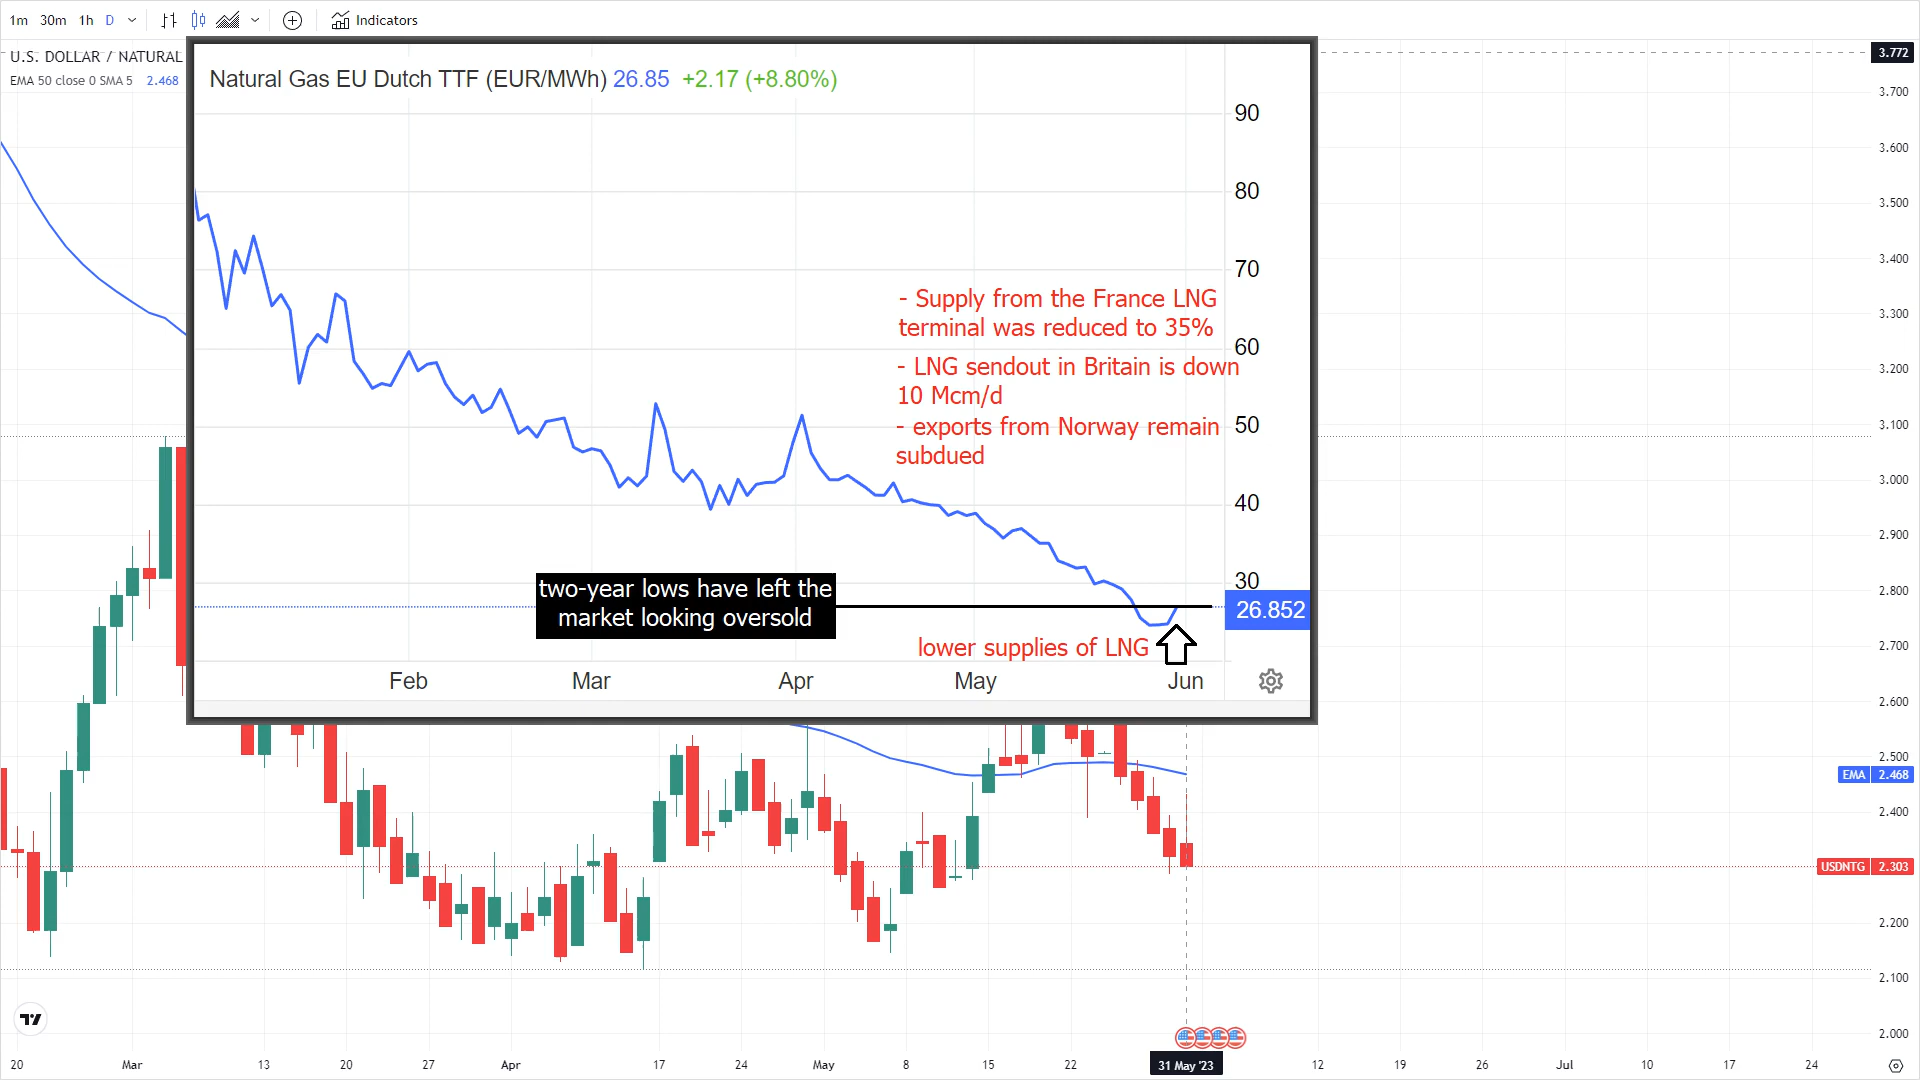 1m 30m 1h D Indicators
U.S. DOLLAR / NATURAL
EMA 50 close 0 SMA 5 2.468
Natural Gas EU Dutch TTF (EUR/MWh) 26.85 +2.17 (+8.80%)
90
80
70
60
50
40
30
26.852
- Supply from the France LNG
terminal was reduced to 35%
- LNG sendout in Britain is down
10 Mcm/d
- exports from Norway remain
subdued
two-year lows have left the
market looking oversold
lower supplies of LNG
Feb Mar Apr May Jun
3.772
3.700
3.600
3.500
3.400
3.300
3.200
3.100
3.000
2.900
2.800
2.700
2.600
2.500
EMA 2.468
2.400
USDNTG 2.303
2.200
2.100
2.000
20 Mar 13 20 27 Apr 17 24 May 8 15 22 31 May '23 12 19 26 Jul 10 17 24